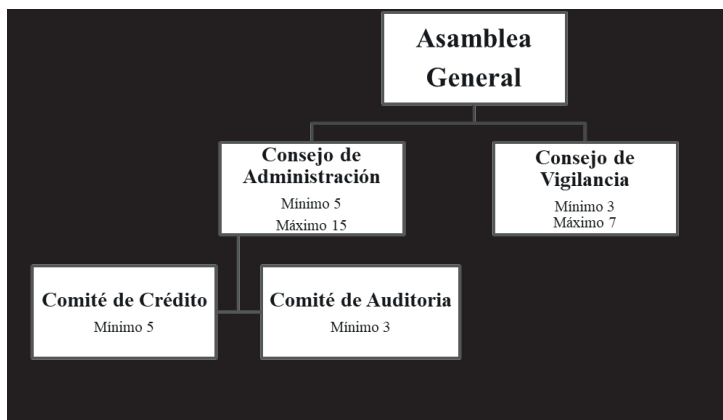 Asamblea
General
Consejo de
Administración
Mínimo 5
Máximo 15
Consejo de
Vigilancia
Mínimo 3
Máximo 7
Comité de Crédito
Mínimo 5
Comité de Auditoria
Mínimo 3